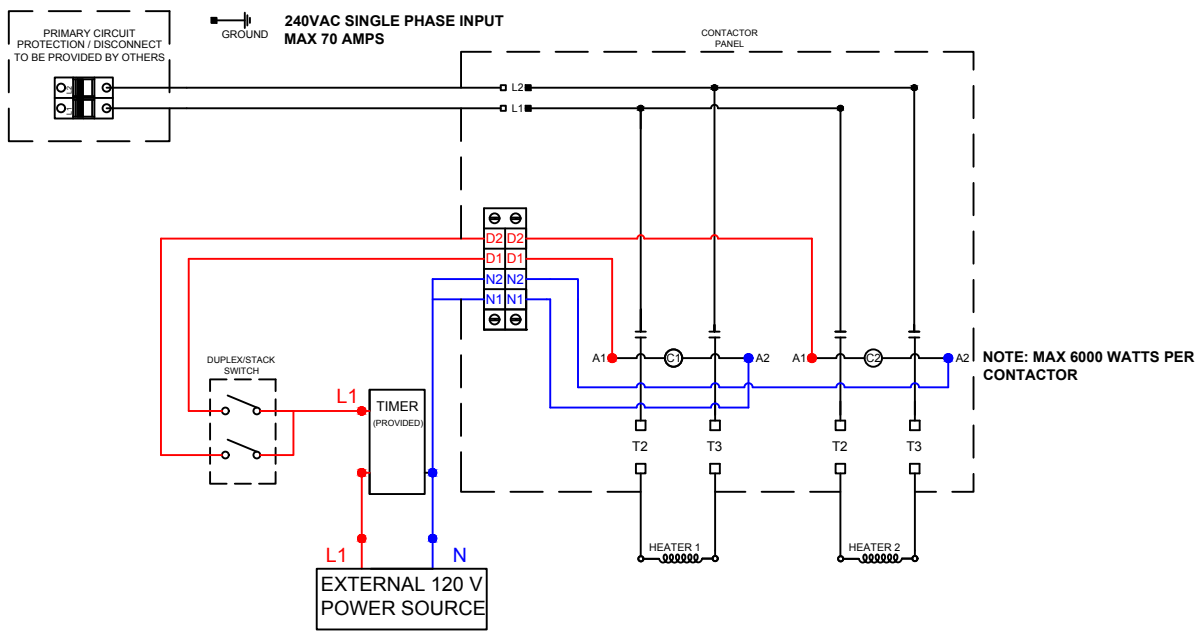 PRIMARY CIRCUIT
PROTECTION / DISCONNECT
TO BE PROVIDED BY OTHERS
L2
L1
GROUND
240VAC SINGLE PHASE INPUT
MAX 70 AMPS
CONTACTOR
PANEL
L2
L1
D2 D2
D1 D1
N2 N2
N1 N1
A1 C1 A2
A1 C2 A2
NOTE: MAX 6000 WATTS PER
CONTACTOR
DUPLEX/STACK
SWITCH
L1
TIMER
(PROVIDED)
T2 T3 T2 T3
HEATER 1
HEATER 2
L1 N
EXTERNAL 120 V
POWER SOURCE